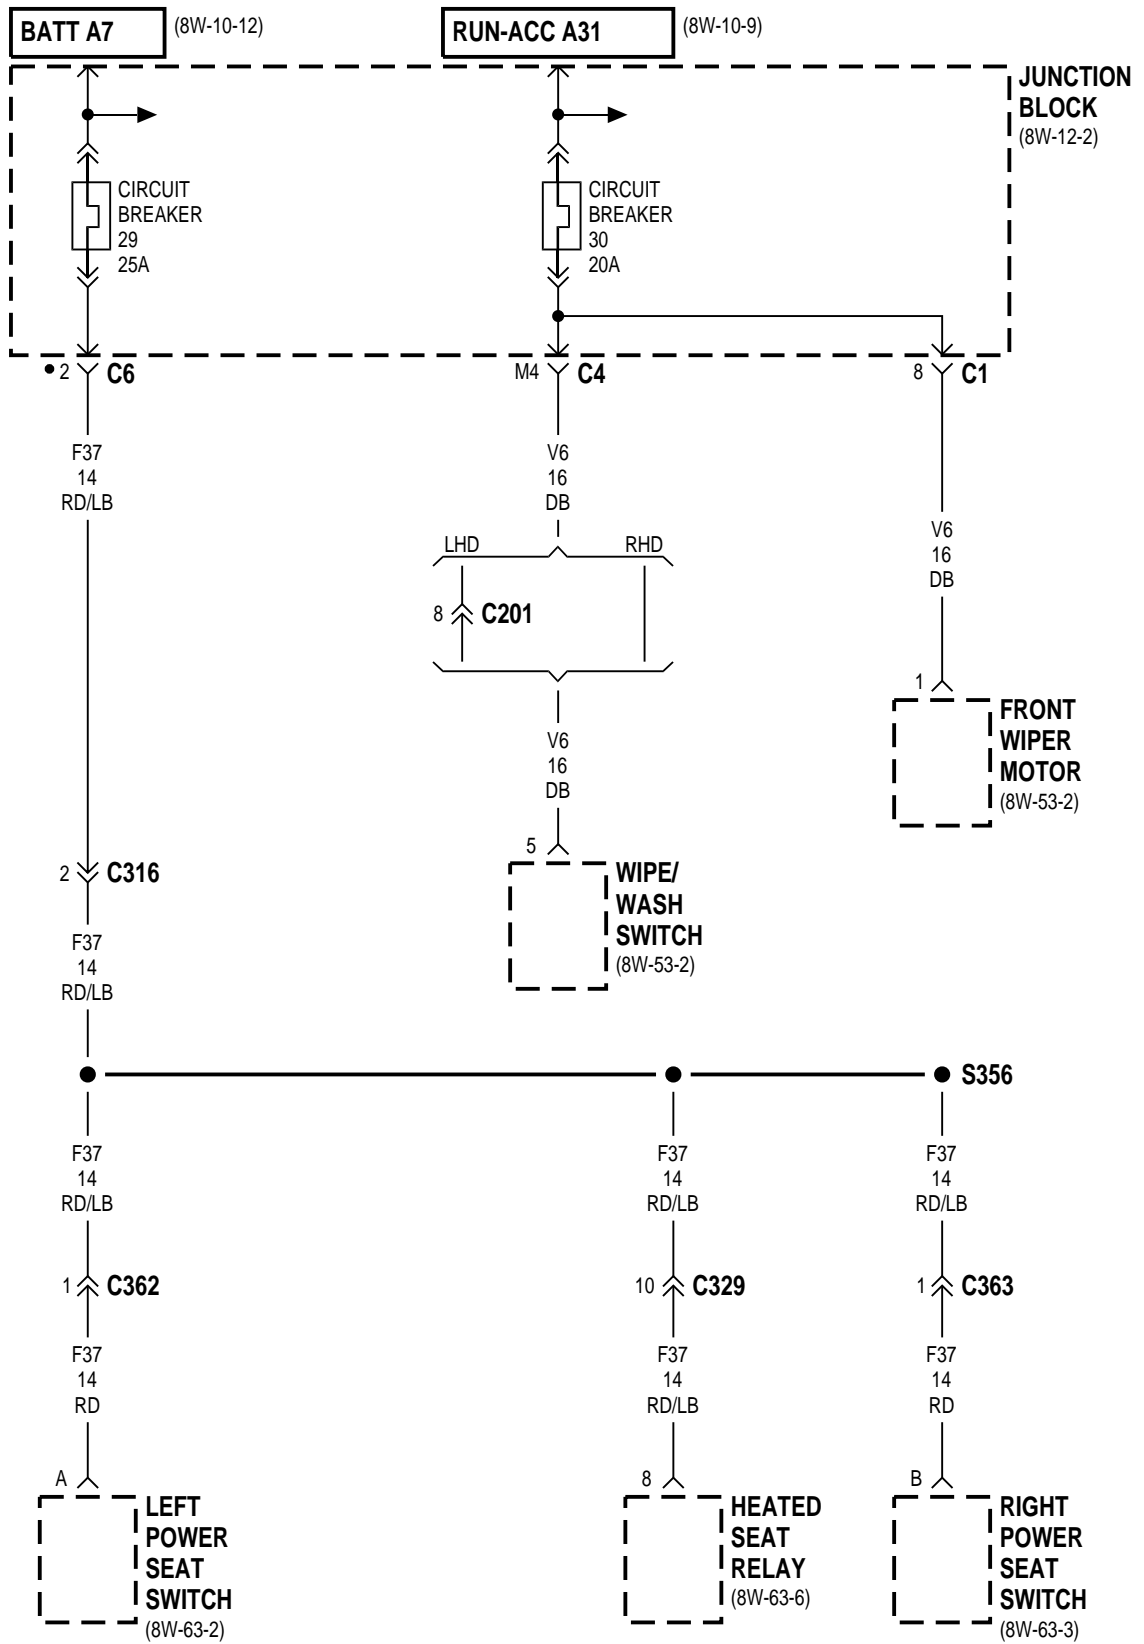 BATT A7
(8W-10-12)
RUN-ACC A31
(8W-10-9)
JUNCTION
BLOCK
(8W-12-2)
CIRCUIT
BREAKER
29
25A
CIRCUIT
BREAKER
30
20A
• 2
C6
M4
C4
8
C1
F37
14
RD/LB
V6
16
DB
V6
16
DB
LHD
RHD
8
C201
V6
16
DB
1
FRONT
WIPER
MOTOR
(8W-53-2)
5
WIPE/
WASH
SWITCH
(8W-53-2)
2
C316
F37
14
RD/LB
S356
F37
14
RD/LB
F37
14
RD/LB
F37
14
RD/LB
1
C362
10
C329
1
C363
F37
14
RD
F37
14
RD/LB
F37
14
RD
A
LEFT
POWER
SEAT
SWITCH
(8W-63-2)
8
HEATED
SEAT
RELAY
(8W-63-6)
B
RIGHT
POWER
SEAT
SWITCH
(8W-63-3)